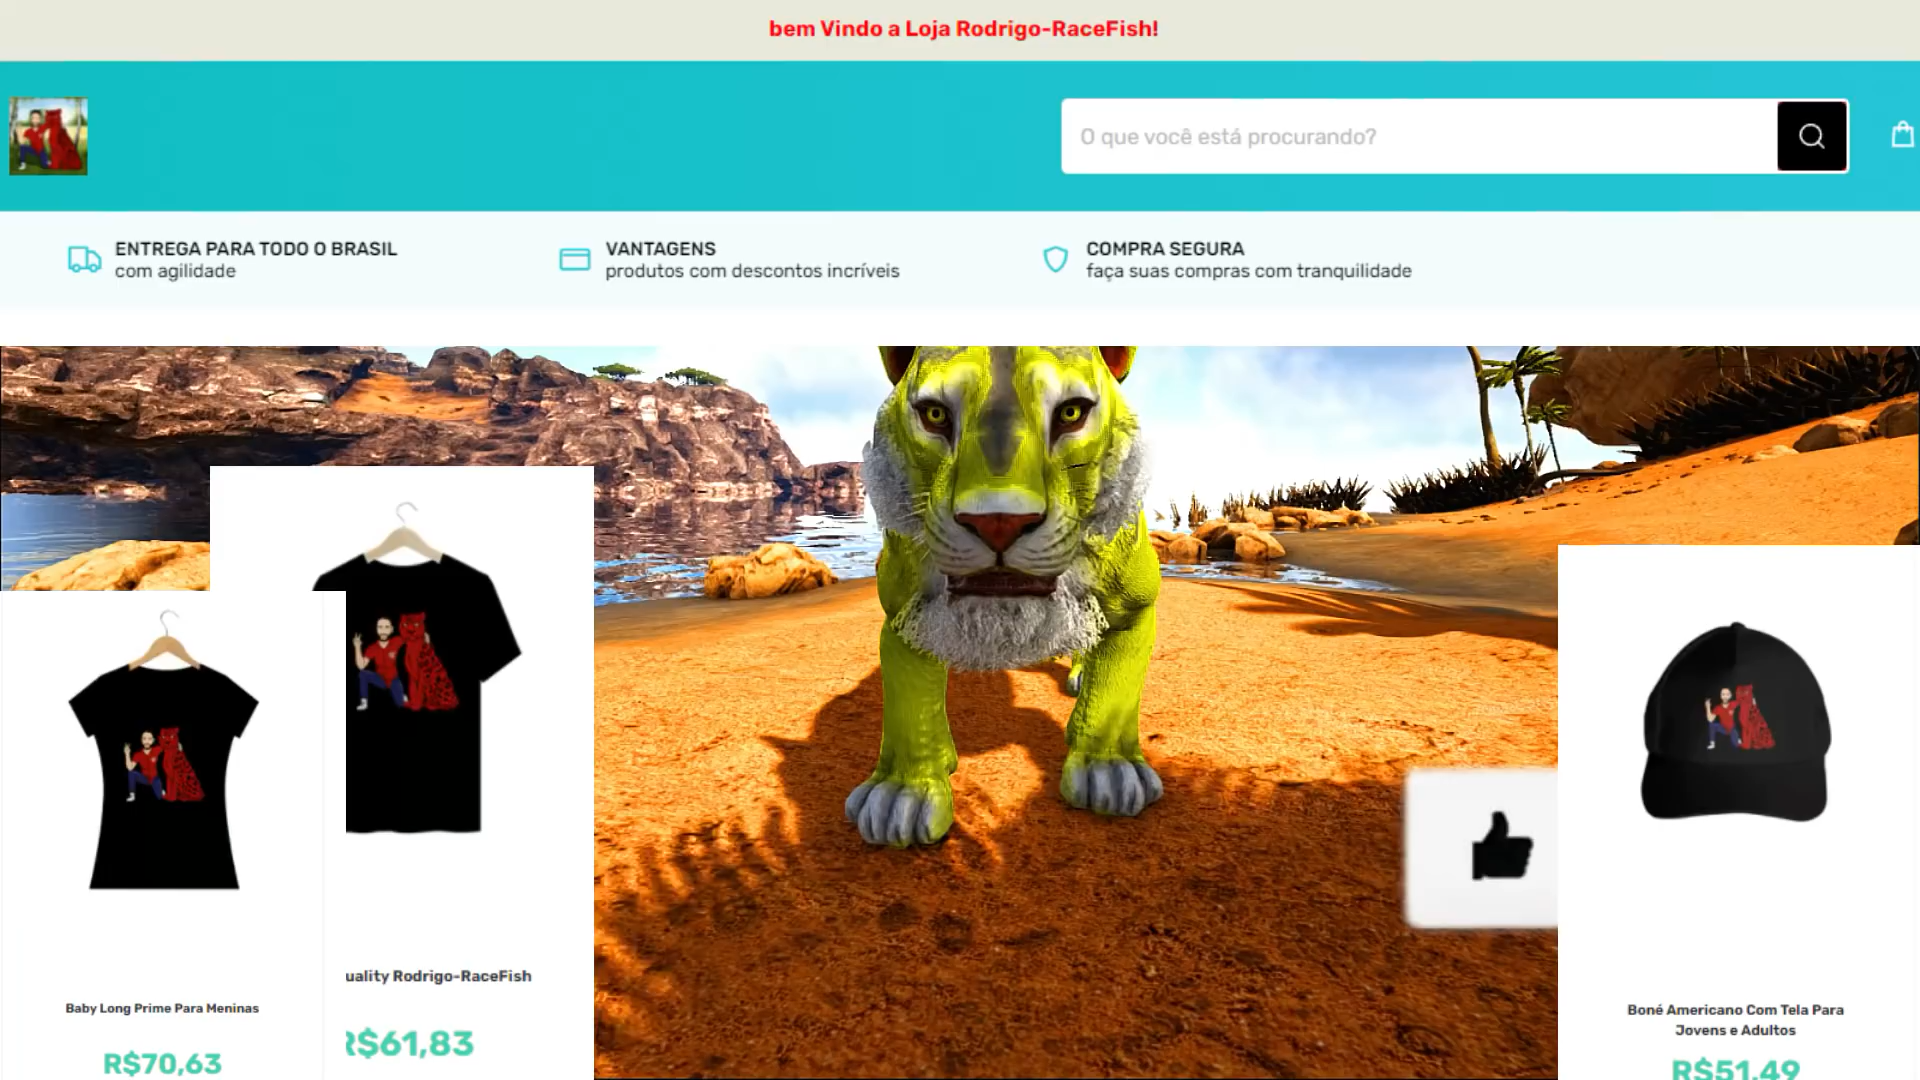 bem Vindo a Loja Rodrigo-RaceFish!
O que você está procurando?
ENTREGA PARA TODO O BRASIL
com agilidade
VANTAGENS
produtos com descontos incríveis
COMPRA SEGURA
faça suas compras com tranquilidade
uality Rodrigo-RaceFish
R$61,83
Baby Long Prime Para Meninas
R$70,63
Boné Americano Com Tela Para
Jovens e Adultos
R$51,49